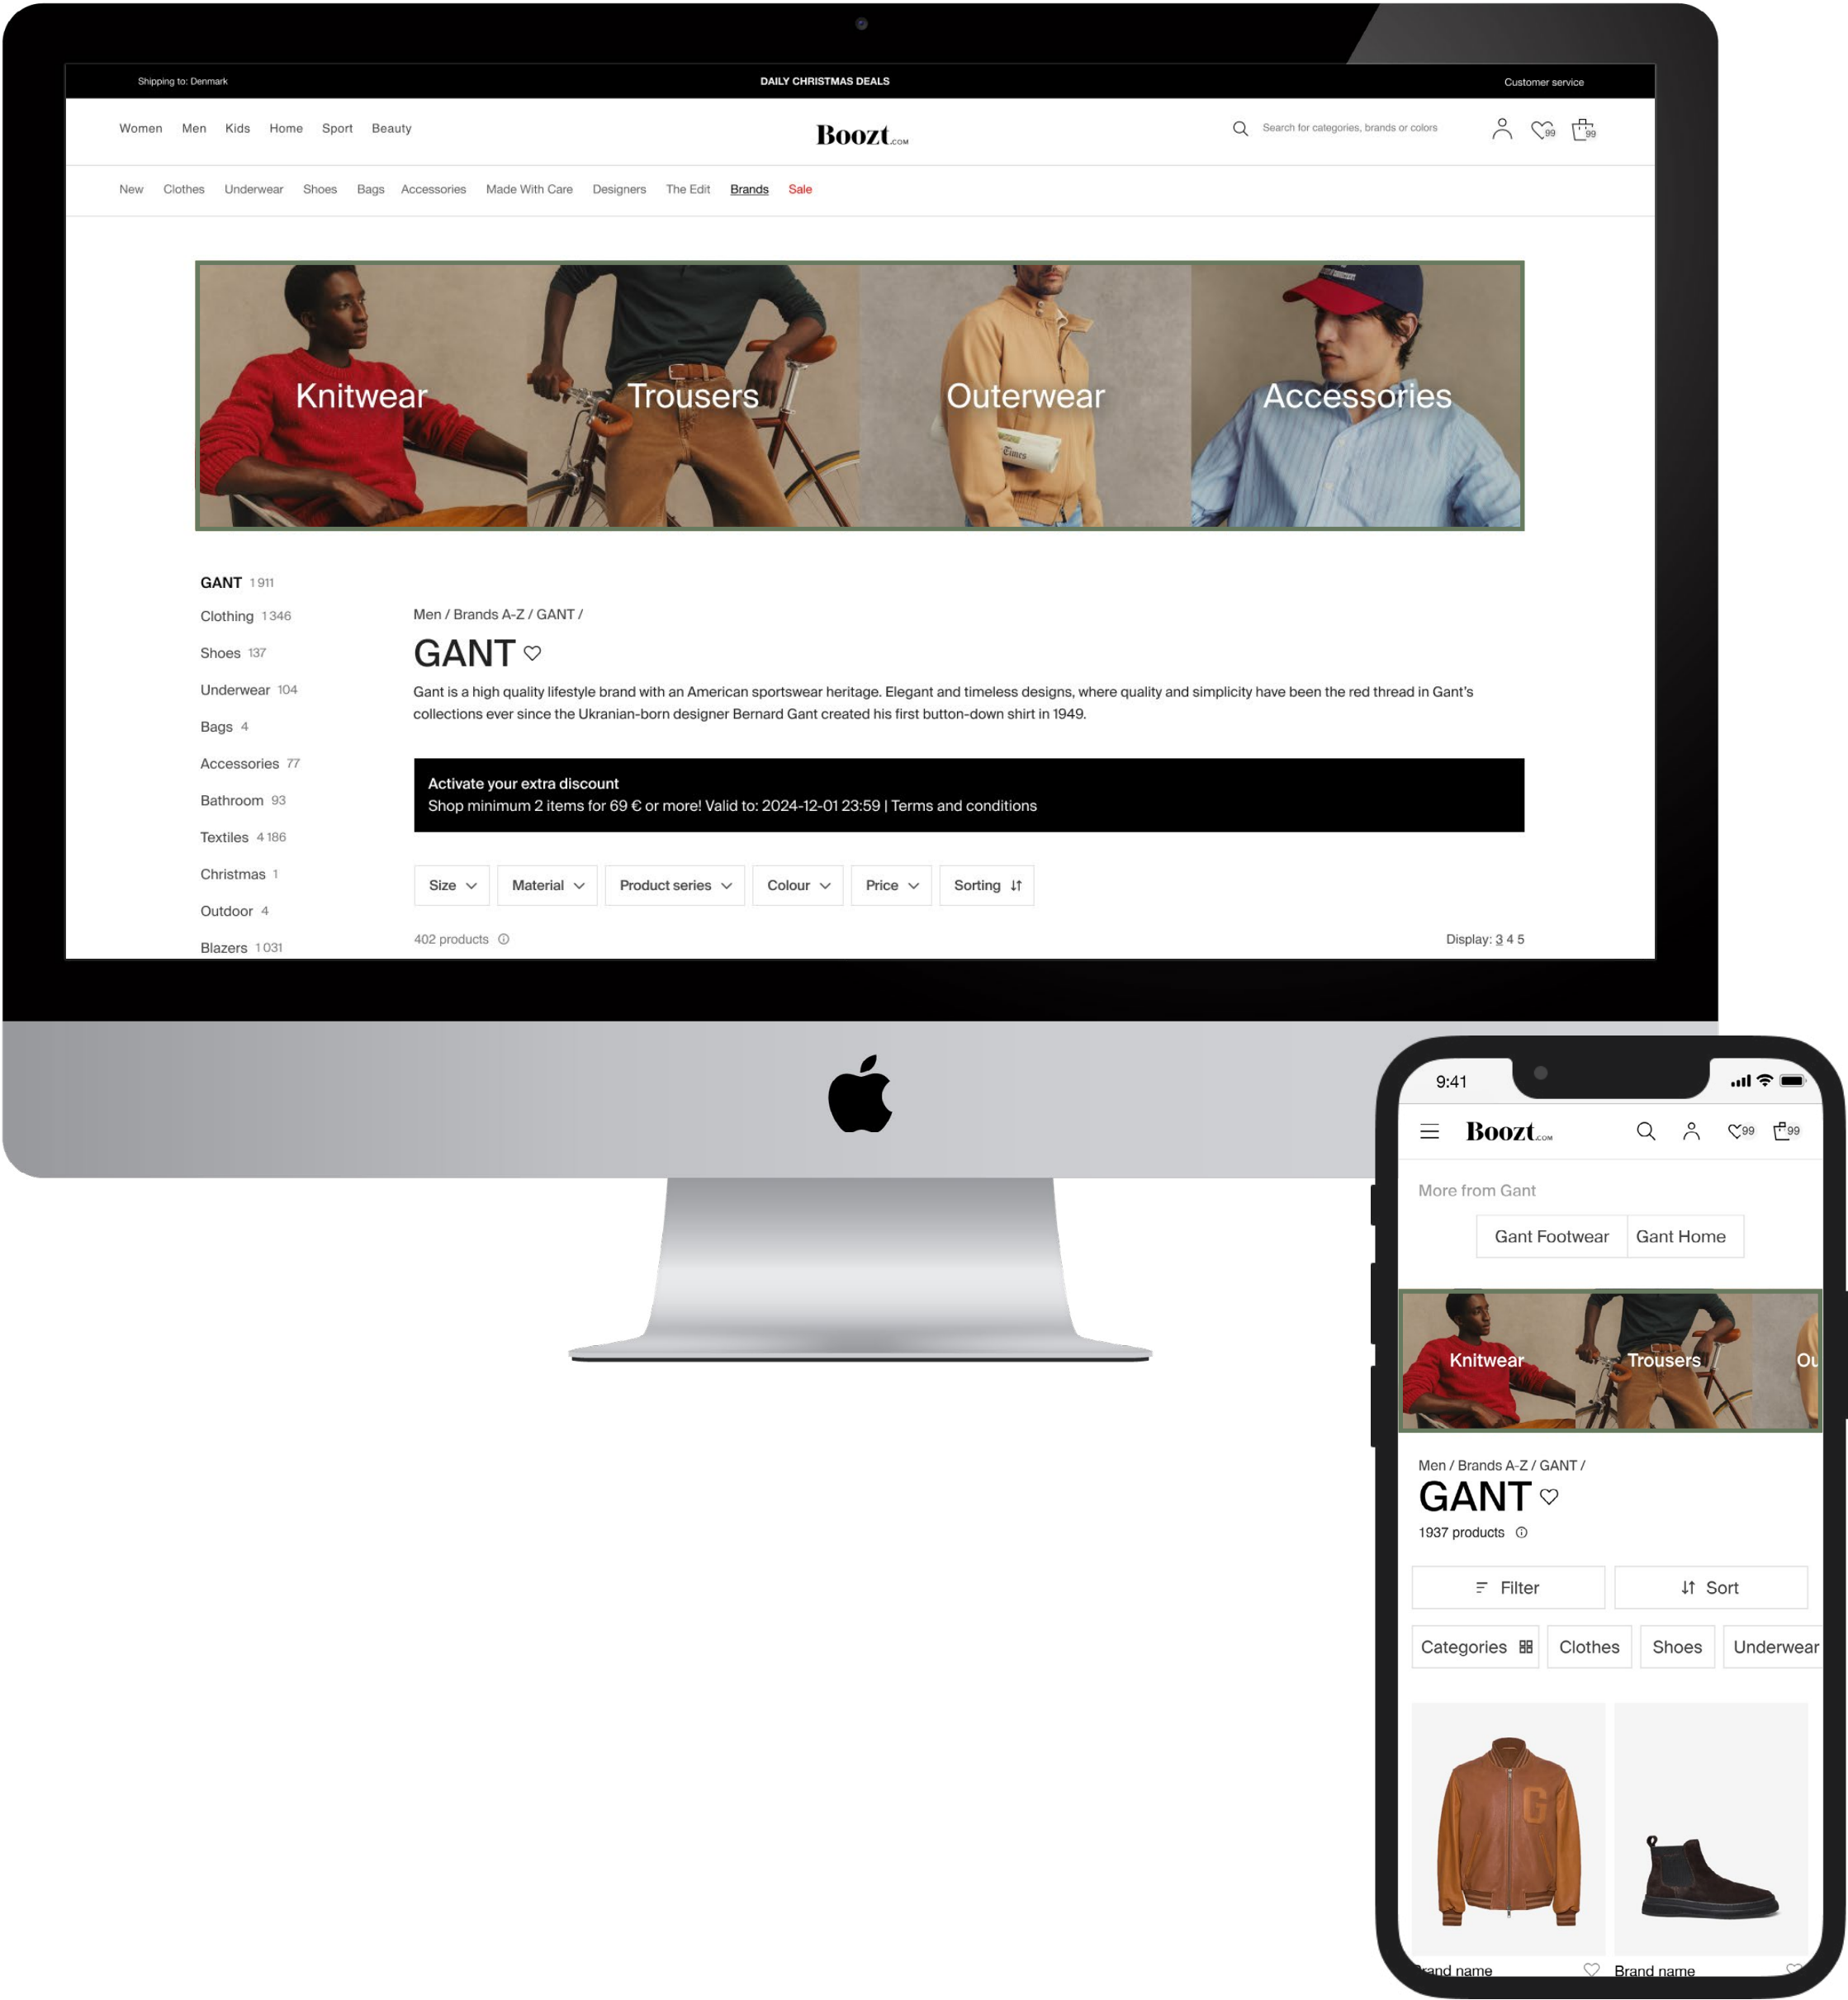 Shipping to: Denmark
DAILY CHRISTMAS DEALS
Customer service
Women Men Kids Home Sport Beauty
Boozt.COM
Search for categories, brands or colors
99
99
New Clothes Underwear Shoes Bags Accessories Made With Care Designers The Edit Brands Sale
Knitwear
Trousers
Outerwear
Accessories
Times
GANT 1 911
Clothing 1 346
Shoes 137
Underwear 104
Bags 4
Accessories 77
Bathroom 93
Textiles 4 186
Christmas 1
Outdoor 4
Blazers 1 031
Men / Brands A-Z / GANT /
GANT
Gant is a high quality lifestyle brand with an American sportswear heritage. Elegant and timeless designs, where quality and simplicity have been the red thread in Gant's
collections ever since the Ukranian-born designer Bernard Gant created his first button-down shirt in 1949.
Activate your extra discount
Shop minimum 2 items for 69 € or more! Valid to: 2024-12-01 23:59 | Terms and conditions
Size Material Product series Colour Price Sorting
402 products
Display: 3 4 5
9:41
Boozt.COM
99
99
More from Gant
Gant Footwear
Gant Home
Knitwear
Trousers
Ou
Men / Brands A-Z / GANT /
GANT
1937 products
Filter
Sort
Categories
Clothes
Shoes
Underwear
G
Brand name
Brand name